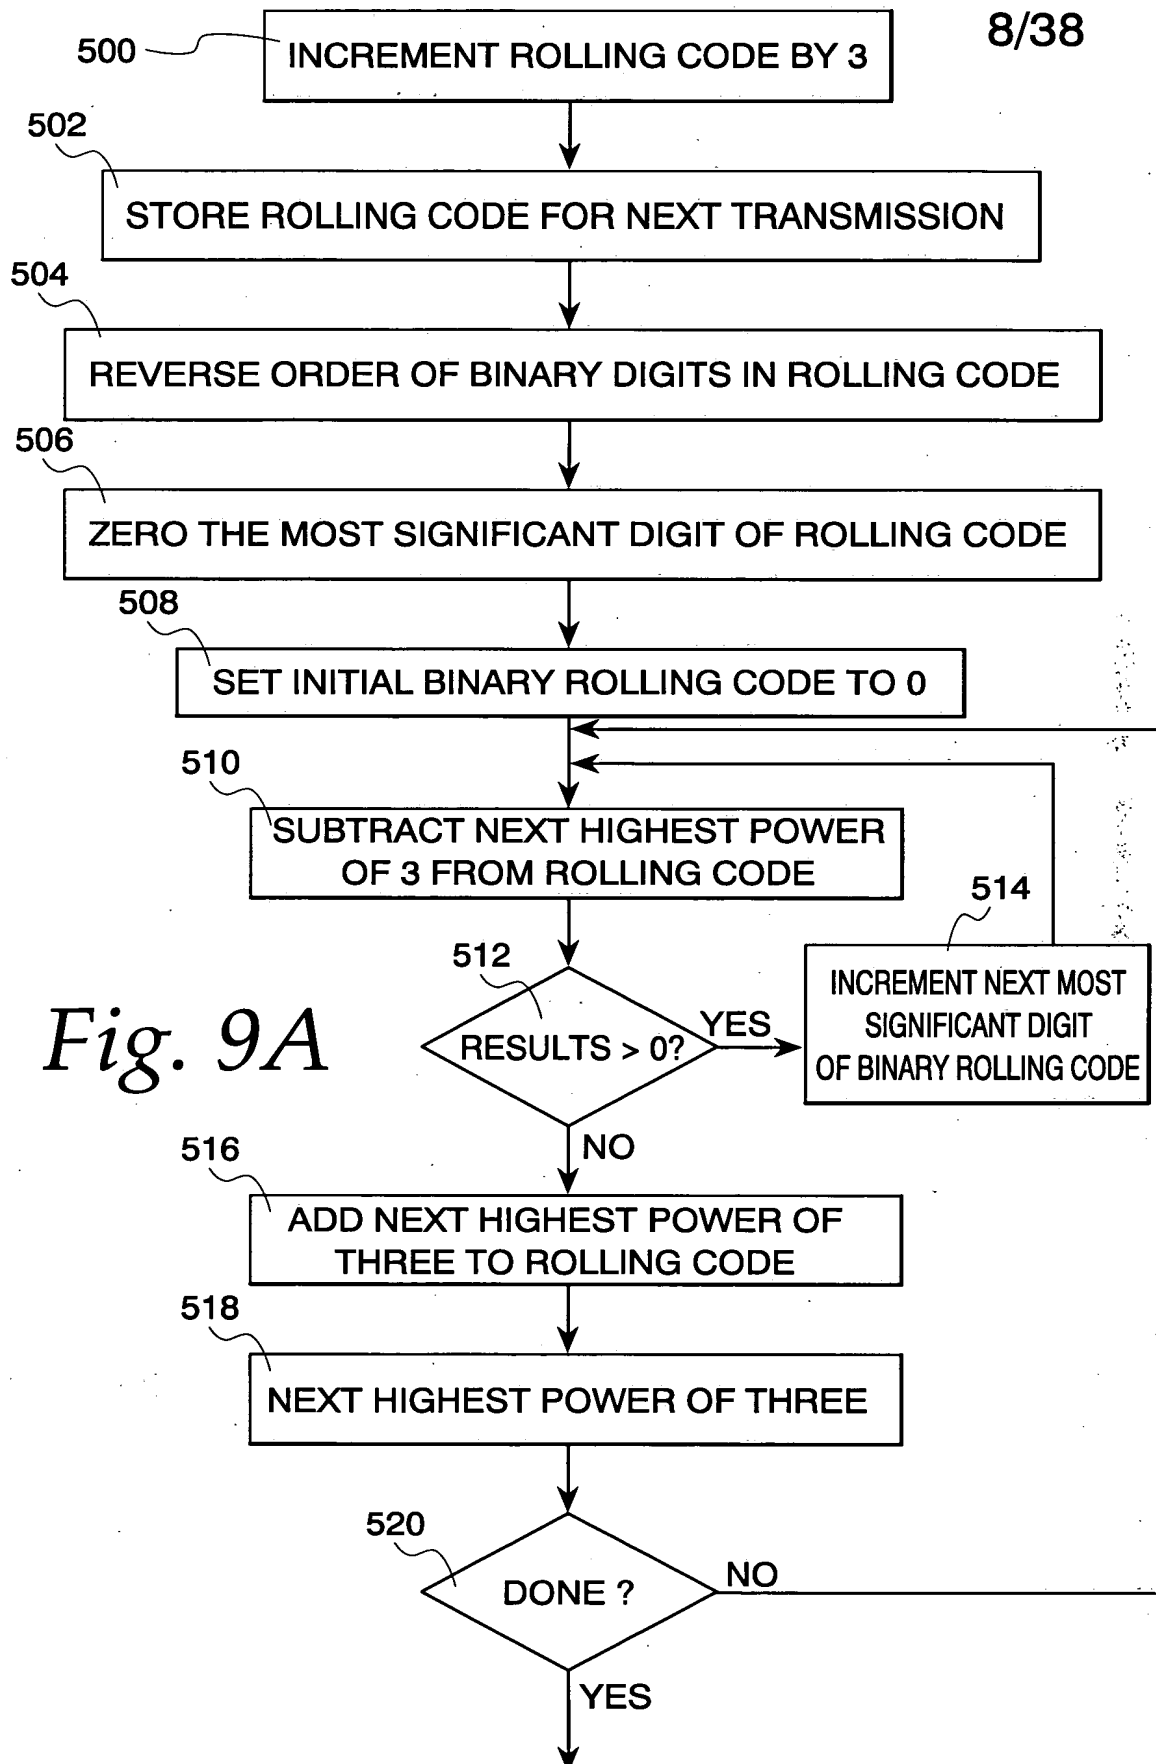 8/38
500
INCREMENT ROLLING CODE BY 3
502
STORE ROLLING CODE FOR NEXT TRANSMISSION
504
REVERSE ORDER OF BINARY DIGITS IN ROLLING CODE
506
ZERO THE MOST SIGNIFICANT DIGIT OF ROLLING CODE
508
SET INITIAL BINARY ROLLING CODE TO 0
510
SUBTRACT NEXT HIGHEST POWER
OF 3 FROM ROLLING CODE
512
RESULTS > 0?
YES
514
INCREMENT NEXT MOST
SIGNIFICANT DIGIT
OF BINARY ROLLING CODE
Fig. 9A
NO
516
ADD NEXT HIGHEST POWER OF
THREE TO ROLLING CODE
518
NEXT HIGHEST POWER OF THREE
520
DONE ?
NO
YES